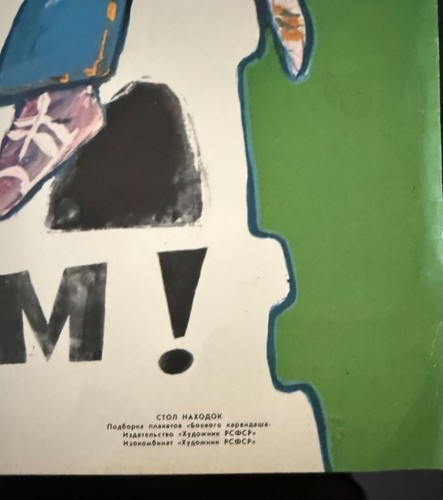 М!
СТОЛ НАХОДОК
Подборка плакатов «Боевого карандаша»
Издательство «Художник РСФСР»
Изокомбинат «Художник РСФСР»